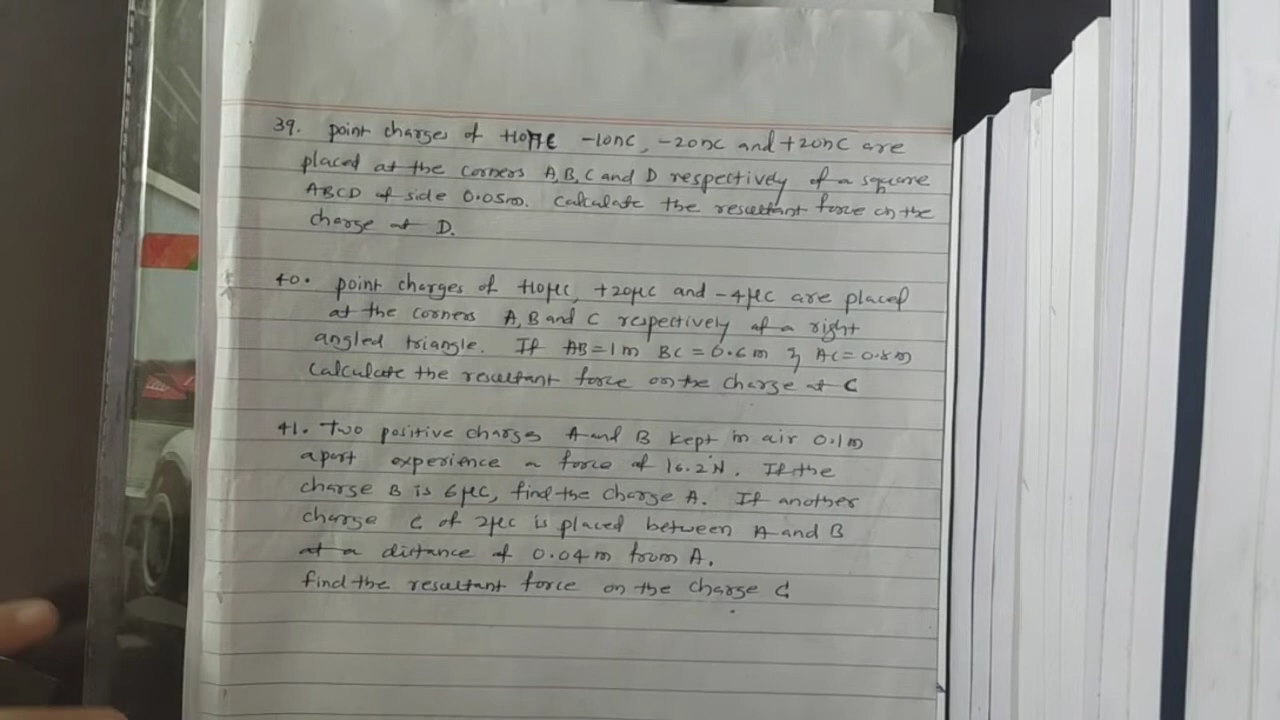 39. point charges of +10nC -10nC, -20nC and +20nC are
placed at the corners A, B, C and D respectively of a square
ABCD of side 0.05m. Calculate the resultant force on the
charge at D.
40. point charges of +10μC, +20μC and -4μC are placed
at the corners A, B and C respectively of a right
angled triangle. If AB=1m BC=0.6m & AC=0.8m
Calculate the resultant force on the charge at C
41. Two positive charges A and B kept in air 0.1m
apart experience a force of 16.2N. If the
charge B is 6μC, find the charge A. If another
charge C of 2μC is placed between A and B
at a distance of 0.04m from A.
find the resultant force on the charge C